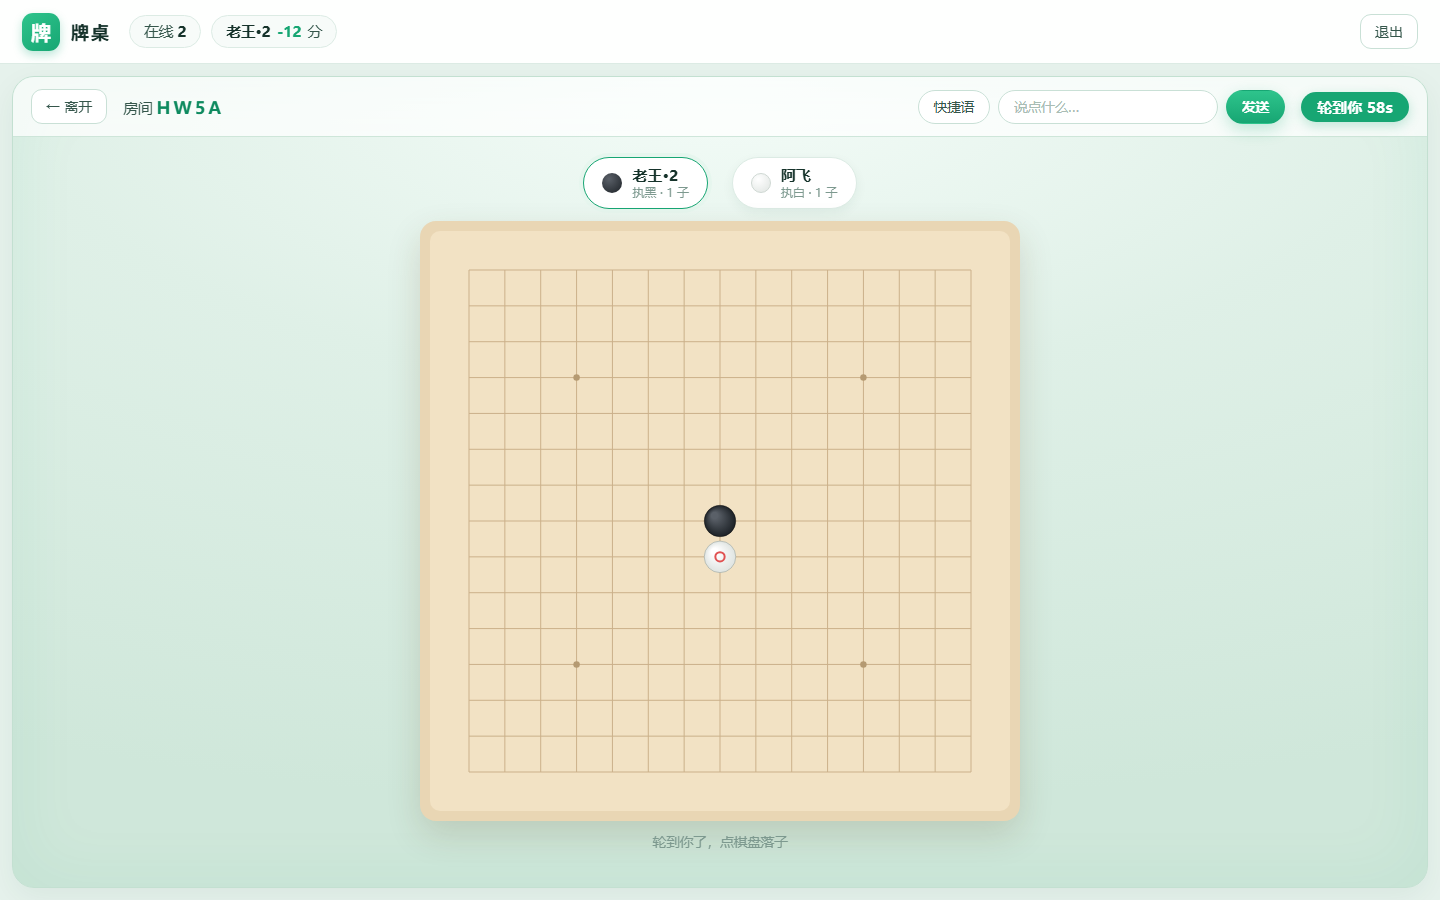 牌 牌桌 在线 2 老王•2 -12 分 退出
← 离开 房间 HW5A 快捷语 说点什么... 发送 轮到你 58s
老王•2 阿飞
执黑 · 1 子 执白 · 1 子
轮到你了，点棋盘落子